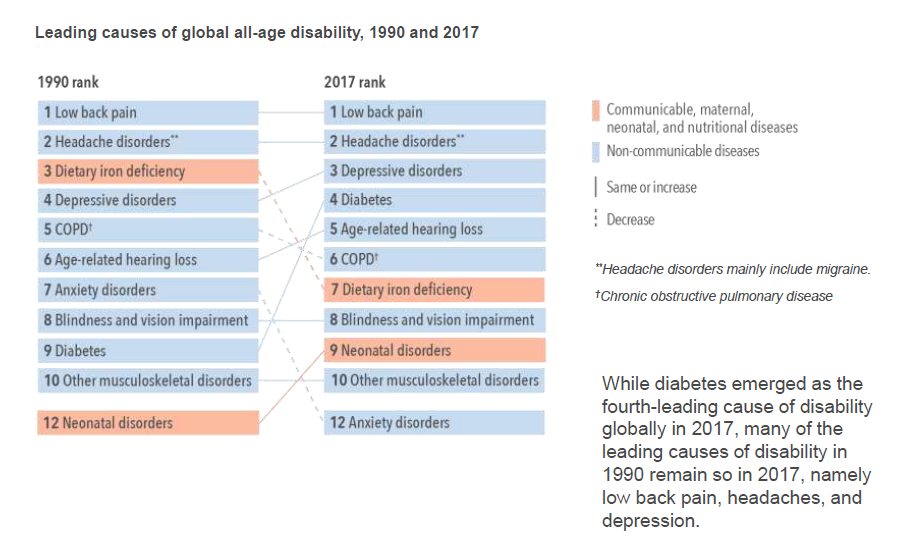 Leading causes of global all-age disability, 1990 and 2017
1990 rank
1 Low back pain
2 Headache disorders**
3 Dietary iron deficiency
4 Depressive disorders
5 COPD†
6 Age-related hearing loss
7 Anxiety disorders
8 Blindness and vision impairment
9 Diabetes
10 Other musculoskeletal disorders
12 Neonatal disorders
2017 rank
1 Low back pain
2 Headache disorders**
3 Depressive disorders
4 Diabetes
5 Age-related hearing loss
6 COPD†
7 Dietary iron deficiency
8 Blindness and vision impairment
9 Neonatal disorders
10 Other musculoskeletal disorders
12 Anxiety disorders
Communicable, maternal,
neonatal, and nutritional diseases
Non-communicable diseases
Same or increase
Decrease
**Headache disorders mainly include migraine.
†Chronic obstructive pulmonary disease
While diabetes emerged as the
fourth-leading cause of disability
globally in 2017, many of the
leading causes of disability in
1990 remain so in 2017, namely
low back pain, headaches, and
depression.